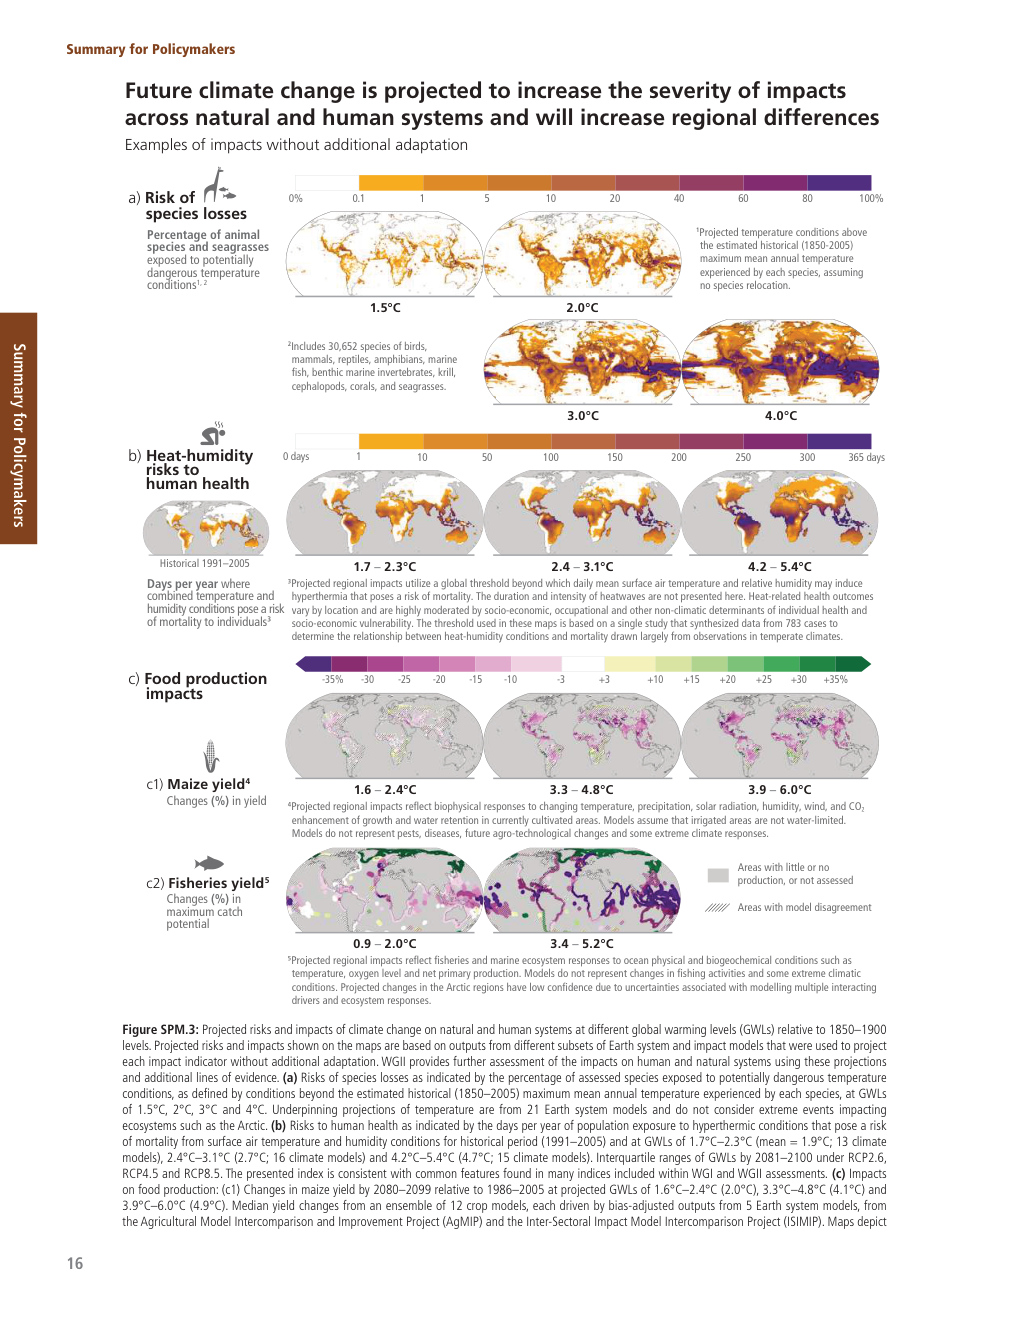 Summary for Policymakers
Future climate change is projected to increase the severity of impacts
across natural and human systems and will increase regional differences
Examples of impacts without additional adaptation
a) Risk of
species losses
Percentage of animal
species and seagrasses
exposed to potentially
dangerous temperature
conditions1, 2
0% 0.1 1 5 10 20 40 60 80 100%
1Projected temperature conditions above
the estimated historical (1850-2005)
maximum mean annual temperature
experienced by each species, assuming
no species relocation.
1.5°C 2.0°C
2Includes 30,652 species of birds,
mammals, reptiles, amphibians, marine
fish, benthic marine invertebrates, krill,
cephalopods, corals, and seagrasses.
3.0°C 4.0°C
Summary for Policymakers
b) Heat-humidity
risks to
human health
0 days 1 10 50 100 150 200 250 300 365 days
Historical 1991–2005
1.7 – 2.3°C 2.4 – 3.1°C 4.2 – 5.4°C
Days per year where
combined temperature and
humidity conditions pose a risk
of mortality to individuals3
3Projected regional impacts utilize a global threshold beyond which daily mean surface air temperature and relative humidity may induce
hyperthermia that poses a risk of mortality. The duration and intensity of heatwaves are not presented here. Heat-related health outcomes
vary by location and are highly moderated by socio-economic, occupational and other non-climatic determinants of individual health and
socio-economic vulnerability. The threshold used in these maps is based on a single study that synthesized data from 783 cases to
determine the relationship between heat-humidity conditions and mortality drawn largely from observations in temperate climates.
c) Food production
impacts
-35% -30 -25 -20 -15 -10 -3 +3 +10 +15 +20 +25 +30 +35%
c1) Maize yield4
Changes (%) in yield
1.6 – 2.4°C 3.3 – 4.8°C 3.9 – 6.0°C
4Projected regional impacts reflect biophysical responses to changing temperature, precipitation, solar radiation, humidity, wind, and CO2
enhancement of growth and water retention in currently cultivated areas. Models assume that irrigated areas are not water-limited.
Models do not represent pests, diseases, future agro-technological changes and some extreme climate responses.
c2) Fisheries yield5
Changes (%) in
maximum catch
potential
Areas with little or no
production, or not assessed
Areas with model disagreement
0.9 – 2.0°C 3.4 – 5.2°C
5Projected regional impacts reflect fisheries and marine ecosystem responses to ocean physical and biogeochemical conditions such as
temperature, oxygen level and net primary production. Models do not represent changes in fishing activities and some extreme climatic
conditions. Projected changes in the Arctic regions have low confidence due to uncertainties associated with modelling multiple interacting
drivers and ecosystem responses.
Figure SPM.3: Projected risks and impacts of climate change on natural and human systems at different global warming levels (GWLs) relative to 1850–1900
levels. Projected risks and impacts shown on the maps are based on outputs from different subsets of Earth system and impact models that were used to project
each impact indicator without additional adaptation. WGII provides further assessment of the impacts on human and natural systems using these projections
and additional lines of evidence. (a) Risks of species losses as indicated by the percentage of assessed species exposed to potentially dangerous temperature
conditions, as defined by conditions beyond the estimated historical (1850–2005) maximum mean annual temperature experienced by each species, at GWLs
of 1.5°C, 2°C, 3°C and 4°C. Underpinning projections of temperature are from 21 Earth system models and do not consider extreme events impacting
ecosystems such as the Arctic. (b) Risks to human health as indicated by the days per year of population exposure to hyperthermic conditions that pose a risk
of mortality from surface air temperature and humidity conditions for historical period (1991–2005) and at GWLs of 1.7°C–2.3°C (mean = 1.9°C; 13 climate
models), 2.4°C–3.1°C (2.7°C; 16 climate models) and 4.2°C–5.4°C (4.7°C; 15 climate models). Interquartile ranges of GWLs by 2081–2100 under RCP2.6,
RCP4.5 and RCP8.5. The presented index is consistent with common features found in many indices included within WGI and WGII assessments. (c) Impacts
on food production: (c1) Changes in maize yield by 2080–2099 relative to 1986–2005 at projected GWLs of 1.6°C–2.4°C (2.0°C), 3.3°C–4.8°C (4.1°C) and
3.9°C–6.0°C (4.9°C). Median yield changes from an ensemble of 12 crop models, each driven by bias-adjusted outputs from 5 Earth system models, from
the Agricultural Model Intercomparison and Improvement Project (AgMIP) and the Inter-Sectoral Impact Model Intercomparison Project (ISIMIP). Maps depict
16